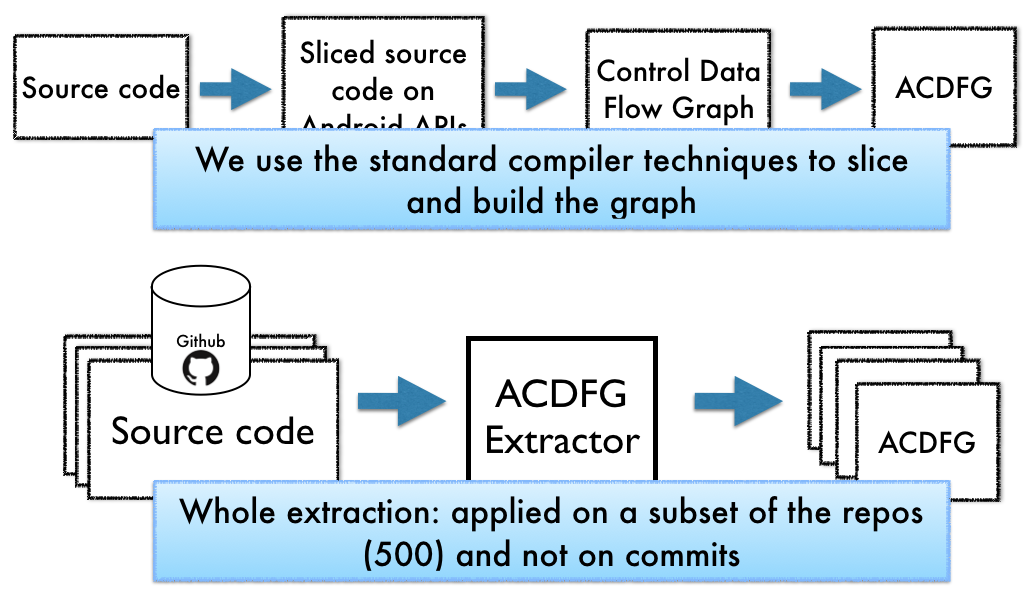 Source code
Sliced source
code on
Android APIs
Control Data
Flow Graph
ACDFG
We use the standard compiler techniques to slice
and build the graph
Github
Source code
ACDFG
Extractor
ACDFG
Whole extraction: applied on a subset of the repos
(500) and not on commits